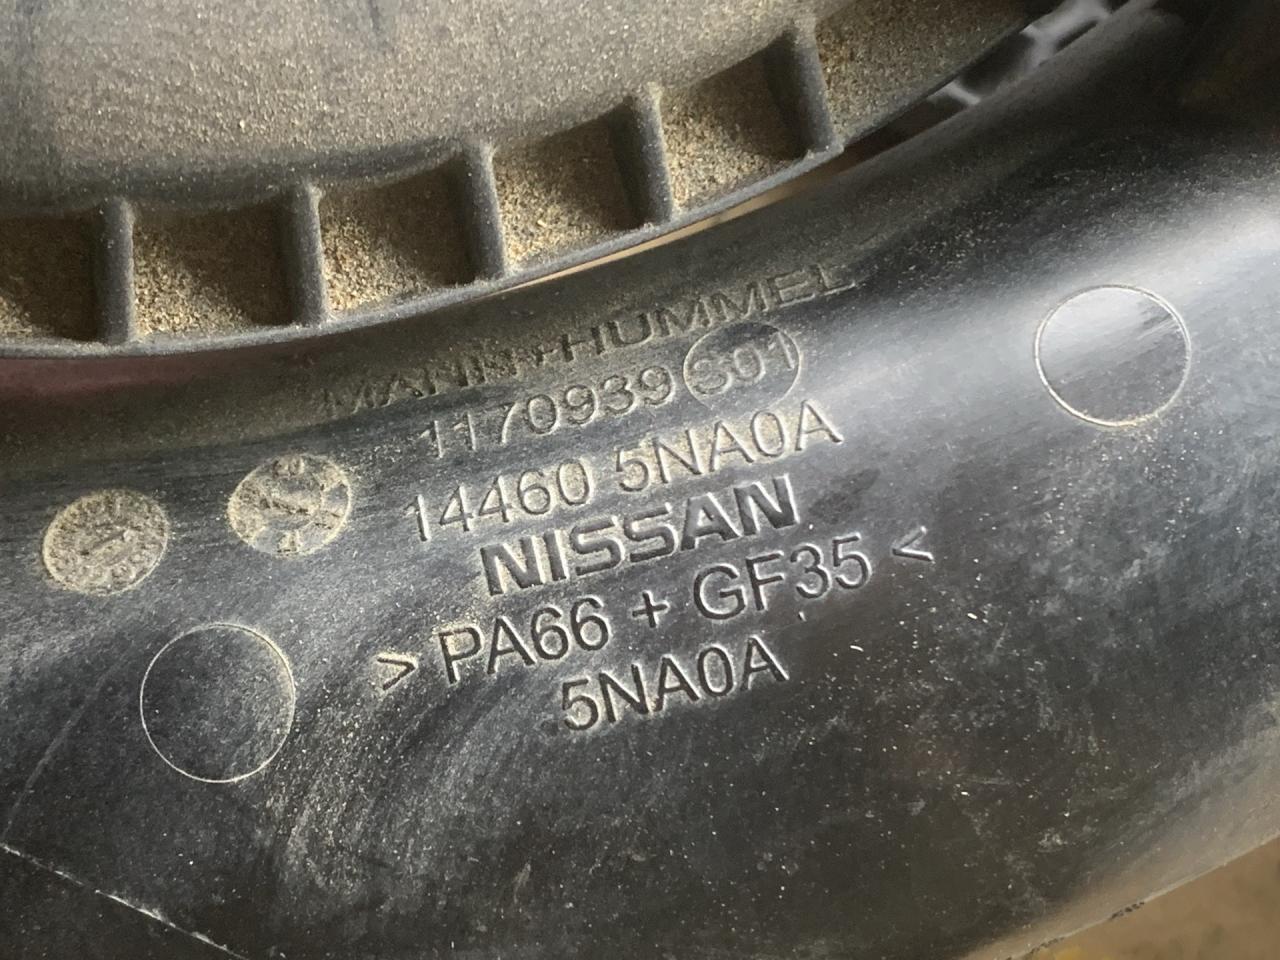 MANN+HUMMEL
1170939 S01
14460 5NA0A
NISSAN
>PA66 + GF35<
5NA0A